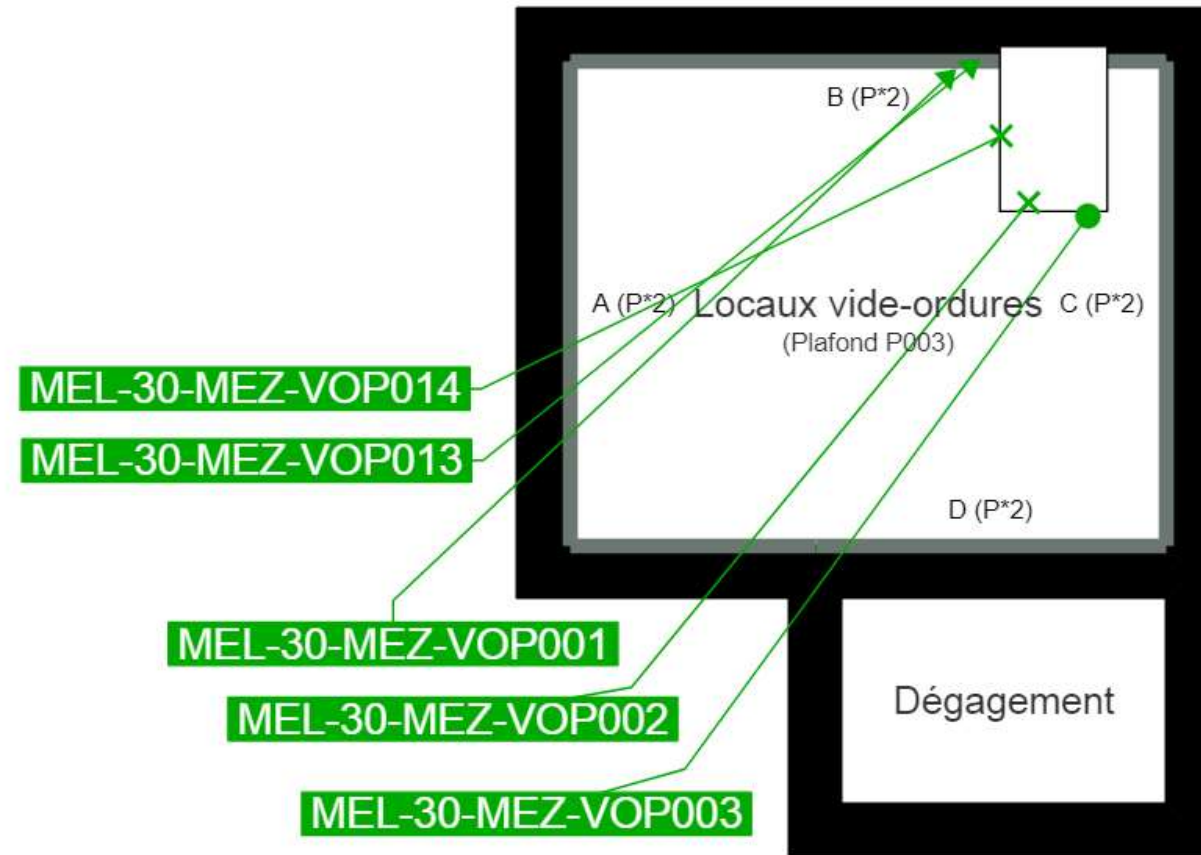 B (P*2)
A (P*2)
Locaux vide-ordures
C (P*2)
(Plafond P003)
MEL-30-MEZ-VOP014
MEL-30-MEZ-VOP013
D (P*2)
MEL-30-MEZ-VOP001
MEL-30-MEZ-VOP002
Dégagement
MEL-30-MEZ-VOP003